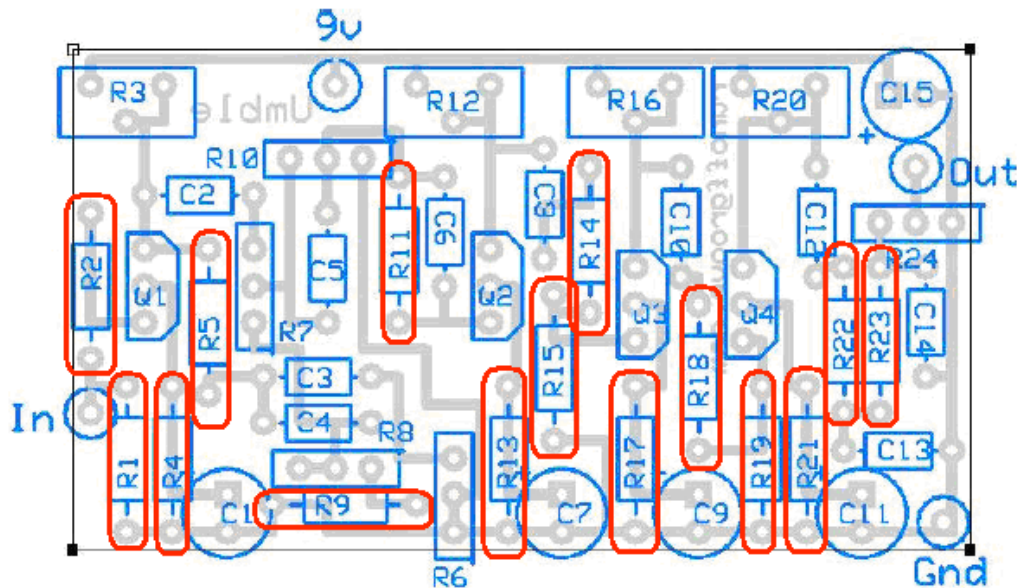 9v
R3
R12
R16
R20
C15
Umble
+
R10
Out
C2
C8
C10
C12
R2
R11
C6
R14
R24
Q1
R5
C5
Q2
Q3
Q4
R7
R22
R23
C14
R15
R18
C3
In
C4
R8
C13
R1
R4
R13
R17
R19
R21
R9
C1
C7
C9
C11
R6
Gnd